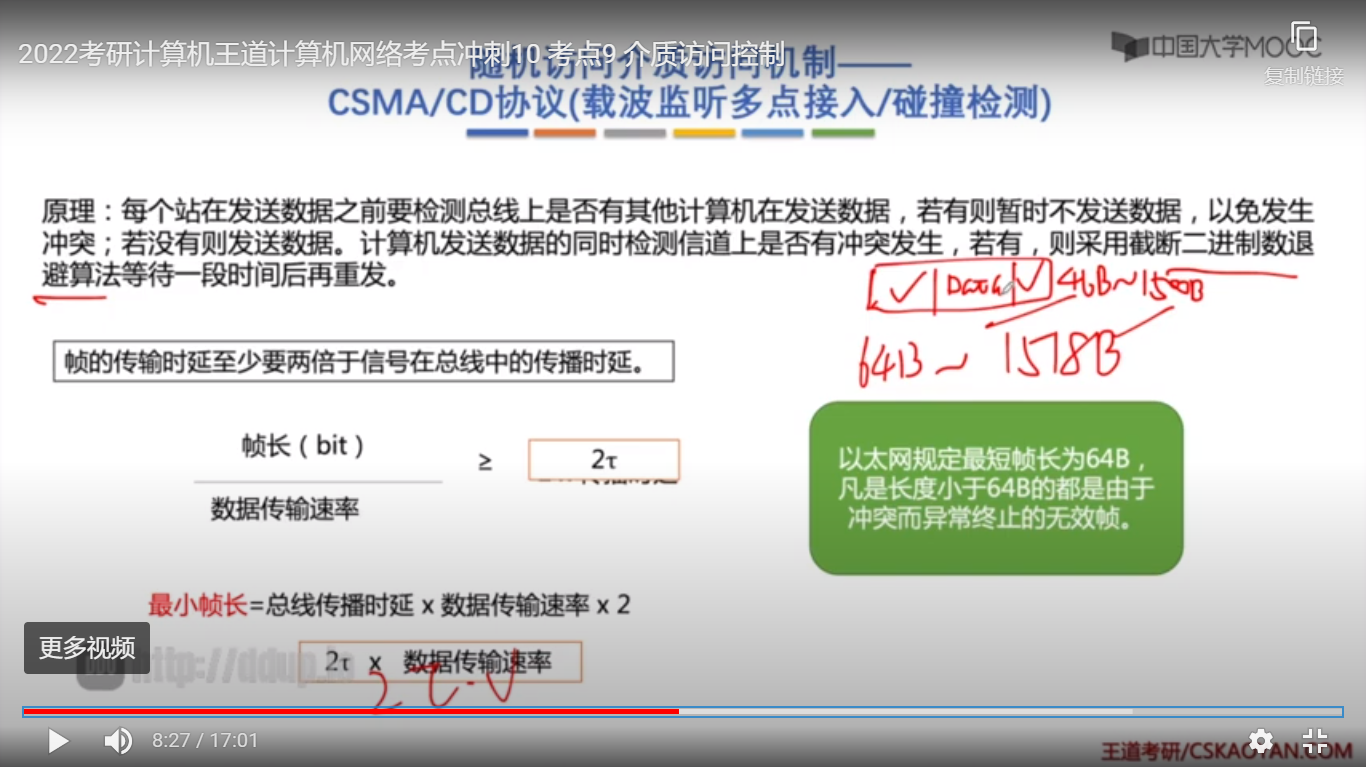 2022考研计算机王道计算机网络考点冲刺10 考点9 介质访问控制
中国大学MOOC
复制链接
随机访问介质访问机制——
CSMA/CD协议(载波监听多点接入/碰撞检测)
原理：每个站在发送数据之前要检测总线上是否有其他计算机在发送数据，若有则暂时不发送数据，以免发生
冲突；若没有则发送数据。计算机发送数据的同时检测信道上是否有冲突发生，若有，则采用截断二进制数退
避算法等待一段时间后再重发。
✓ Data ✓ 46B～1500B
64B ～ 1518B
帧的传输时延至少要两倍于信号在总线中的传播时延。
帧长（bit）
≥
2τ
数据传输速率
以太网规定最短帧长为64B，
凡是长度小于64B的都是由于
冲突而异常终止的无效帧。
最小帧长=总线传播时延 x 数据传输速率 x 2
更多视频
2τ x 数据传输速率
2 τ · V
8:27 / 17:01
王道考研/CSKAOYAN.COM